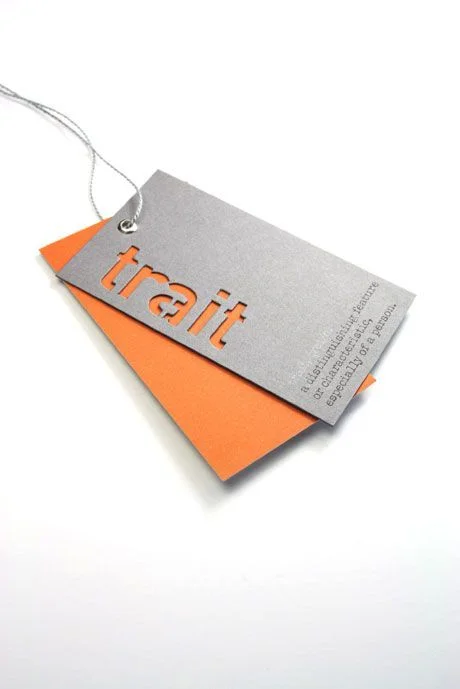 trait
a distinguishing feature
or characteristic,
especially of a person.